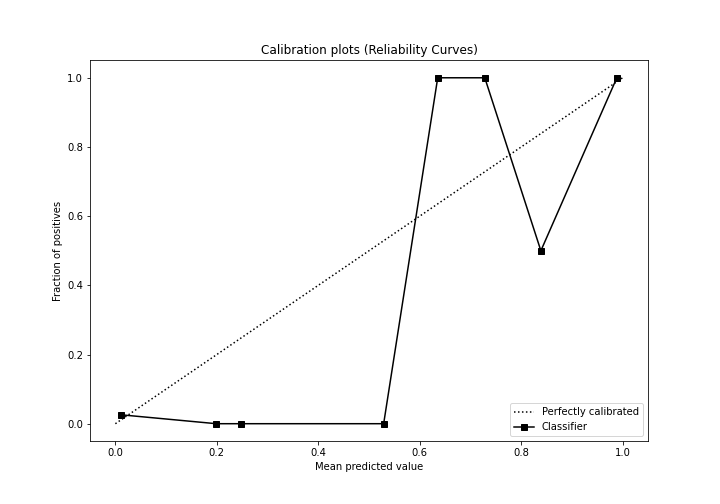 Calibration plots (Reliability Curves)
1.0
0.8
0.6
0.4
0.2
0.0
Fraction of positives
Perfectly calibrated
Classifier
0.0 0.2 0.4 0.6 0.8 1.0
Mean predicted value